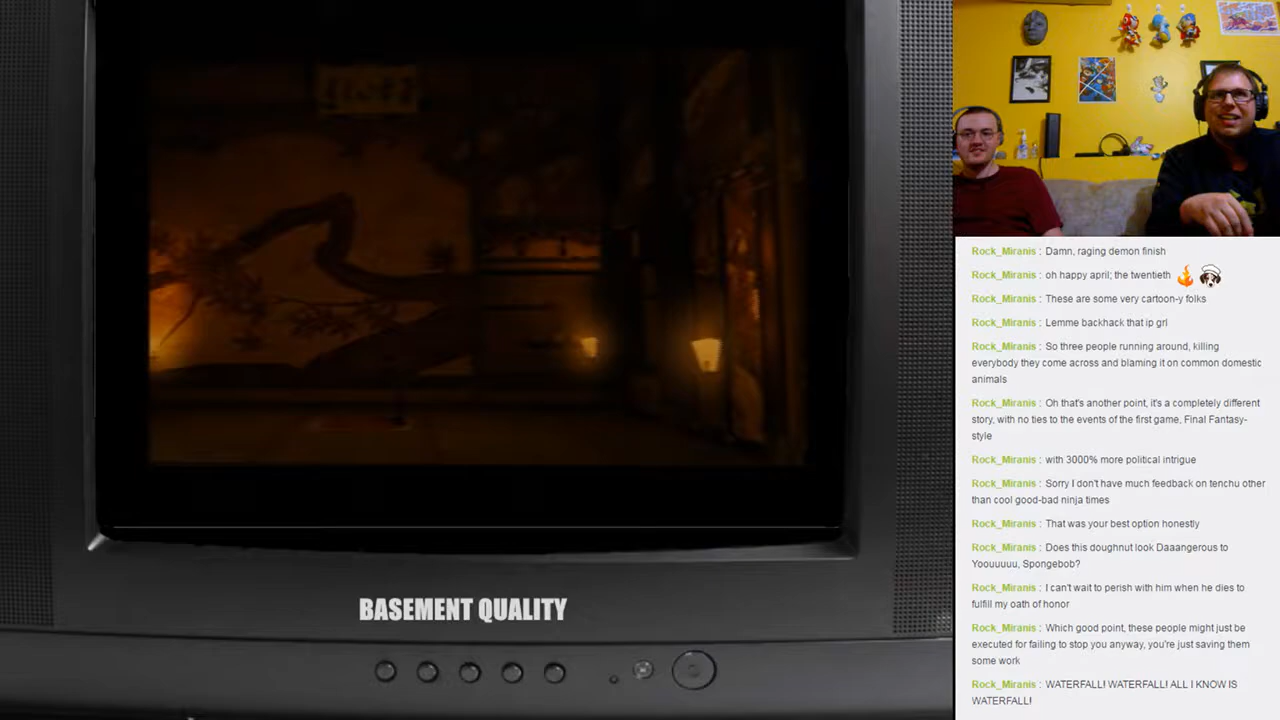 BASEMENT QUALITY
Rock_Miranis : Damn, raging demon finish
Rock_Miranis : oh happy april; the twentieth
Rock_Miranis : These are some very cartoon-y folks
Rock_Miranis : Lemme backhack that ip grl
Rock_Miranis : So three people running around, killing
everybody they come across and blaming it on common domestic
animals
Rock_Miranis : Oh that's another point, it's a completely different
story, with no ties to the events of the first game, Final Fantasy-
style
Rock_Miranis : with 3000% more political intrigue
Rock_Miranis : Sorry I don't have much feedback on tenchu other
than cool good-bad ninja times
Rock_Miranis : That was your best option honestly
Rock_Miranis : Does this doughnut look Daaangerous to
Yoouuuuu, Spongebob?
Rock_Miranis : I can't wait to perish with him when he dies to
fulfill my oath of honor
Rock_Miranis : Which good point, these people might just be
executed for failing to stop you anyway, you're just saving them
some work
Rock_Miranis : WATERFALL! WATERFALL! ALL I KNOW IS
WATERFALL!